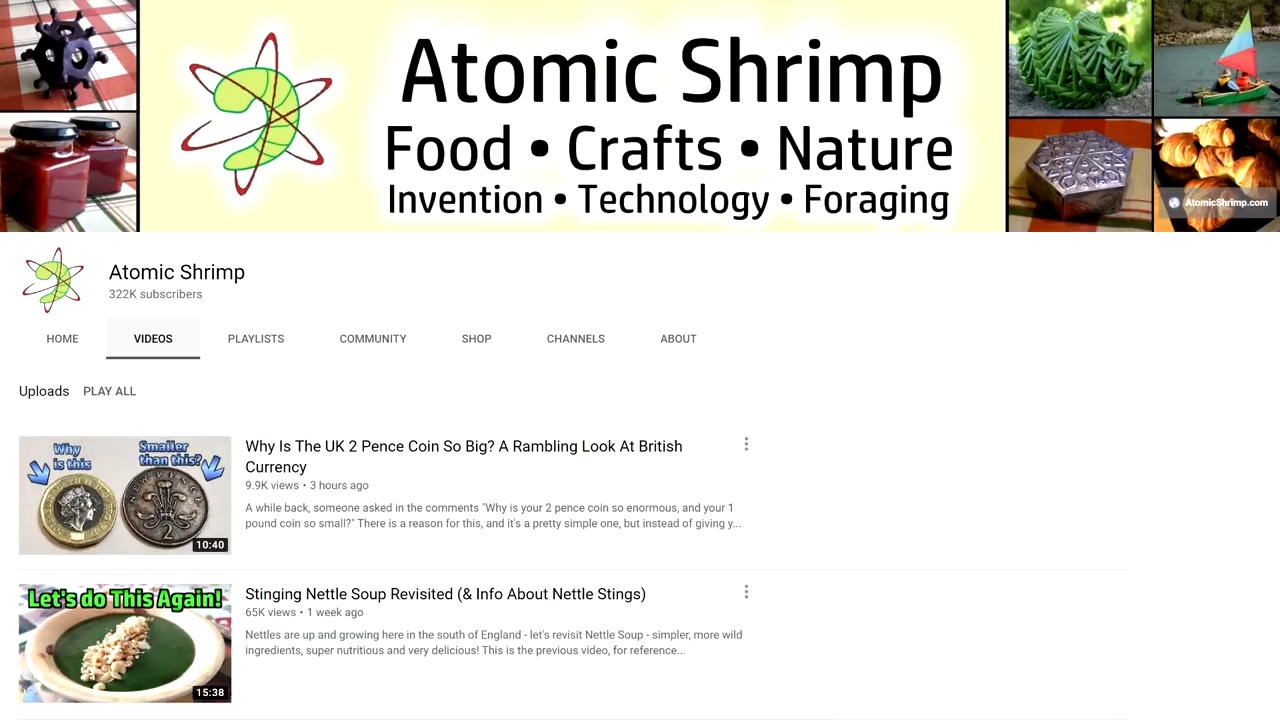 Atomic Shrimp
Food • Crafts • Nature
Invention • Technology • Foraging
AtomicShrimp.com
Atomic Shrimp
322K subscribers
HOME VIDEOS PLAYLISTS COMMUNITY SHOP CHANNELS ABOUT
Uploads PLAY ALL
Why is this
Smaller than this?
NEW PENCE
2
10:40
Why Is The UK 2 Pence Coin So Big? A Rambling Look At British
Currency
9.9K views • 3 hours ago
A while back, someone asked in the comments "Why is your 2 pence coin so enormous, and your 1
pound coin so small?" There is a reason for this, and it's a pretty simple one, but instead of giving y...
Let's do This Again!
15:38
Stinging Nettle Soup Revisited (& Info About Nettle Stings)
65K views • 1 week ago
Nettles are up and growing here in the south of England - let's revisit Nettle Soup - simpler, more wild
ingredients, super nutritious and very delicious! This is the previous video, for reference...